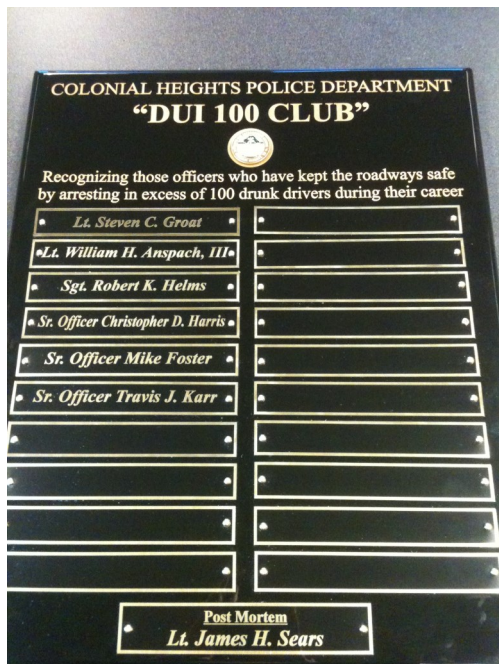 COLONIAL HEIGHTS POLICE DEPARTMENT
“DUI 100 CLUB”
Recognizing those officers who have kept the roadways safe
by arresting in excess of 100 drunk drivers during their career
Lt. Steven C. Groat
Lt. William H. Anspach, III
Sgt. Robert K. Helms
Sr. Officer Christopher D. Harris
Sr. Officer Mike Foster
Sr. Officer Travis J. Karr
Post Mortem
Lt. James H. Sears